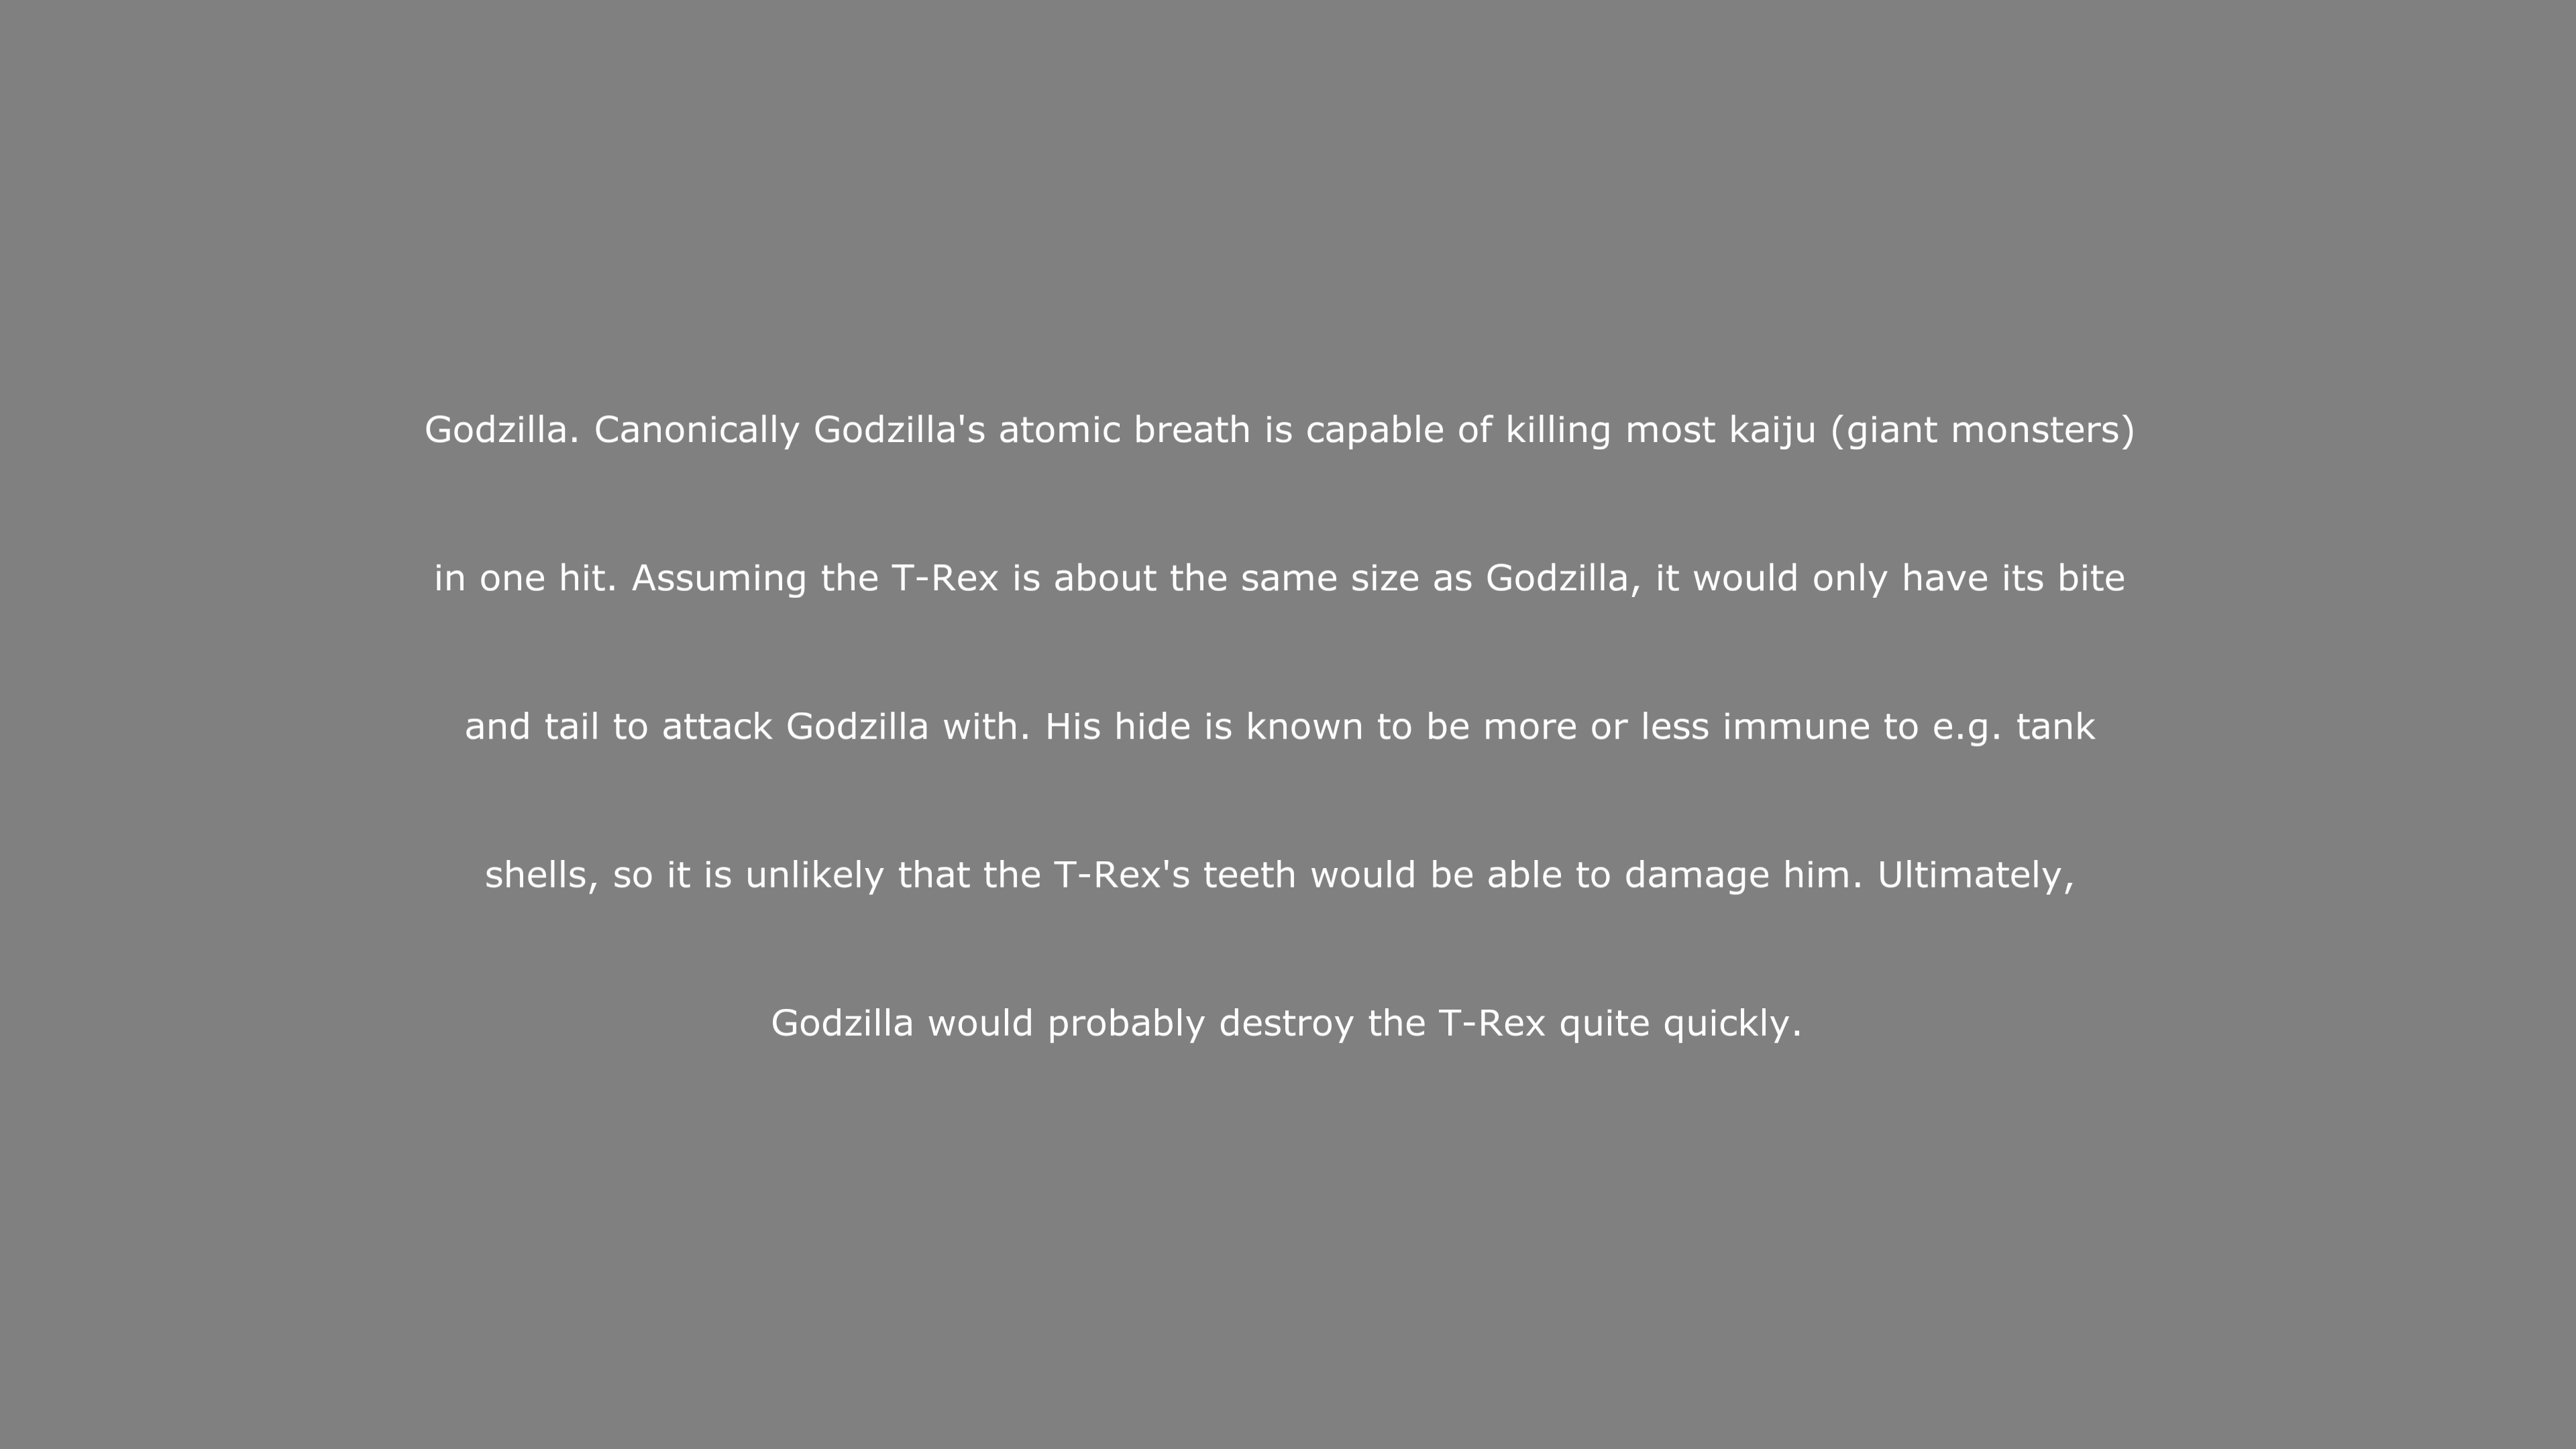 Godzilla. Canonically Godzilla's atomic breath is capable of killing most kaiju (giant monsters)
in one hit. Assuming the T-Rex is about the same size as Godzilla, it would only have its bite
and tail to attack Godzilla with. His hide is known to be more or less immune to e.g. tank
shells, so it is unlikely that the T-Rex's teeth would be able to damage him. Ultimately,
Godzilla would probably destroy the T-Rex quite quickly.